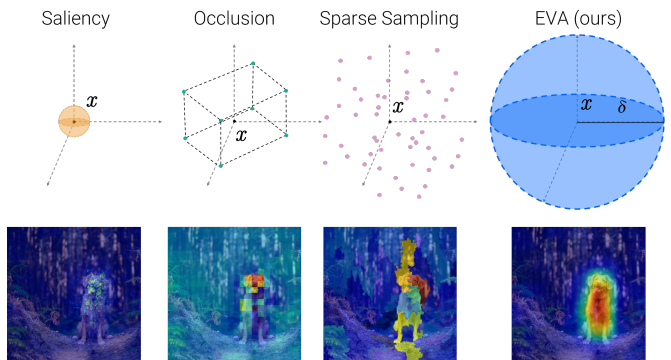 Saliency
Occlusion
Sparse Sampling
EVA (ours)
x
x
x
x
δ